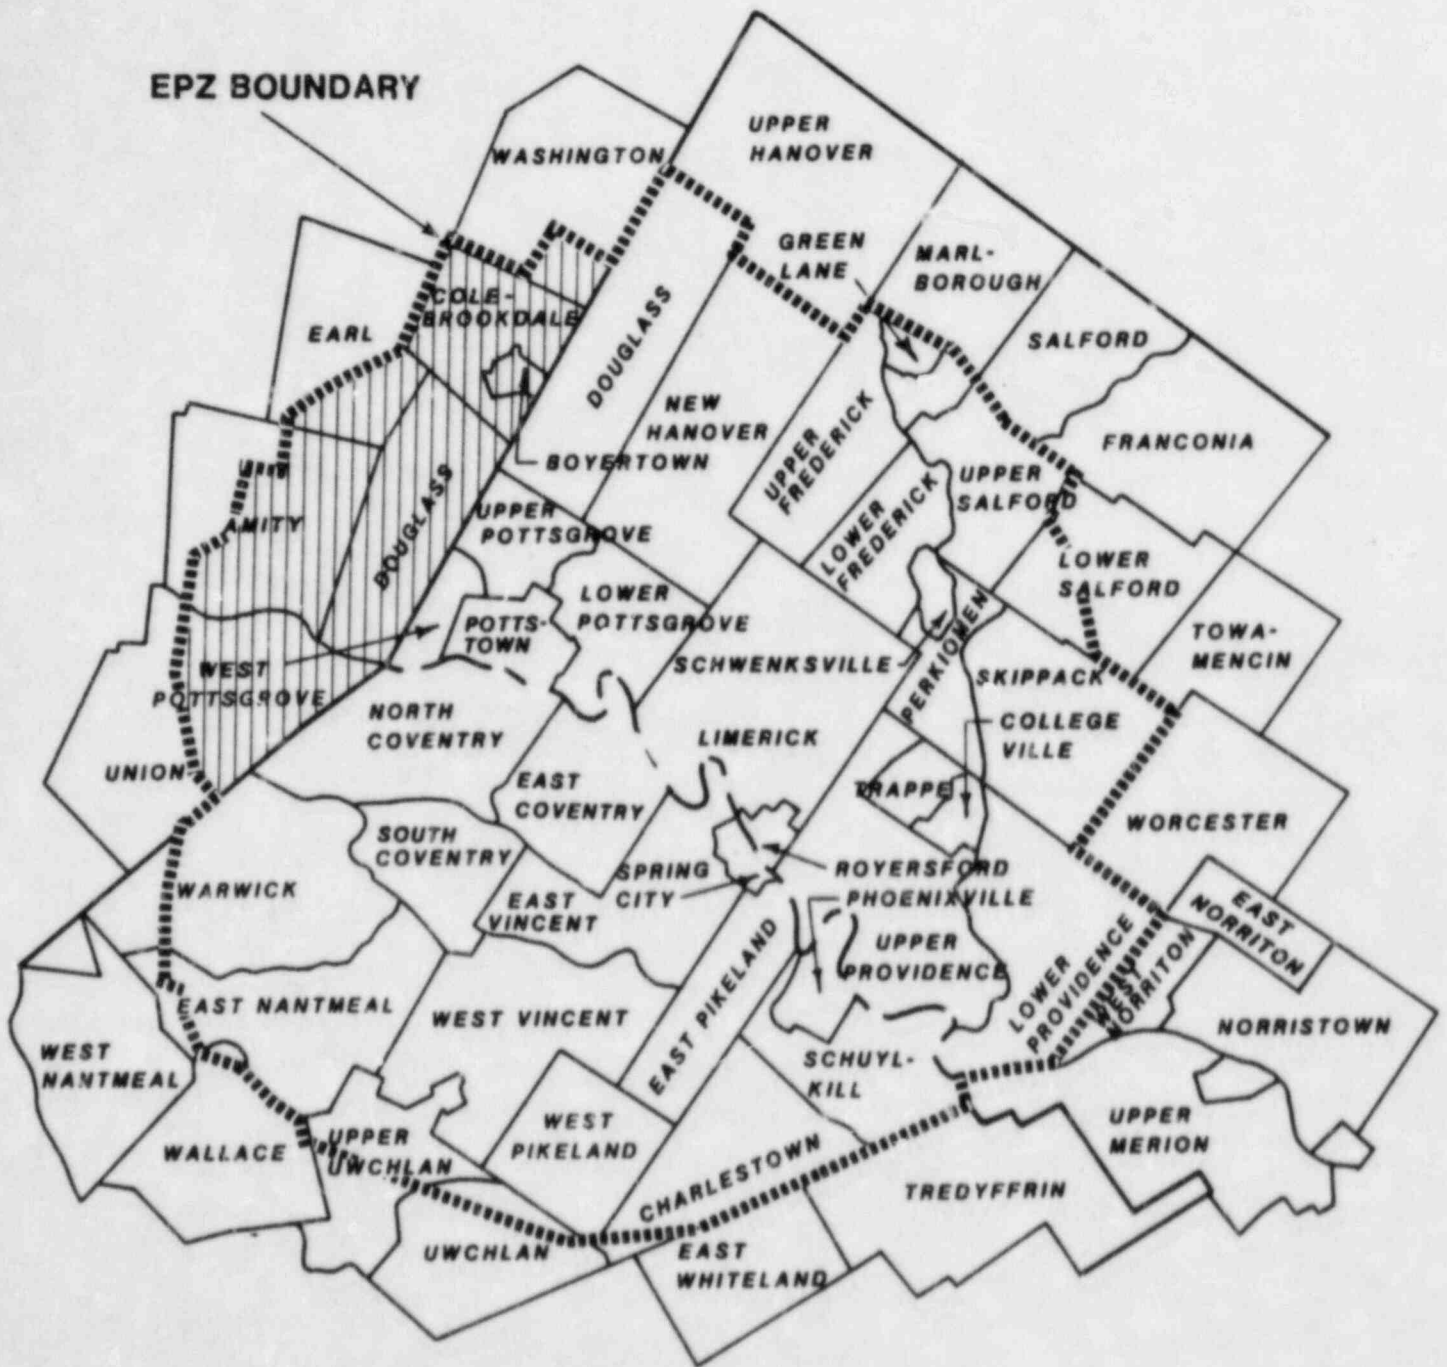 EPZ BOUNDARY
WASHINGTON
UPPER
HANOVER
GREEN
LANE
MARL-
BOROUGH
COLE-
BROOKDALE
EARL
DOUGLASS
SALFORD
NEW
HANOVER
UPPER
FREDERICK
FRANCONIA
BOYERTOWN
UPPER
SALFORD
AMITY
DOUGLASS
UPPER
POTTSGROVE
LOWER
FREDERICK
LOWER
SALFORD
LOWER
POTTSGROVE
POTTS-
TOWN
TOWA-
MENCIN
WEST
POTTSGROVE
SCHWENKSVILLE
PERKIOMEN
SKIPPACK
NORTH
COVENTRY
LIMERICK
COLLEGE
VILLE
UNION
EAST
COVENTRY
TRAPPE
WORCESTER
SOUTH
COVENTRY
SPRING
CITY
ROYERSFORD
PHOENIXVILLE
WARWICK
EAST
VINCENT
EAST
NORRITON
UPPER
PROVIDENCE
LOWER
PROVIDENCE
WEST
NORRITON
EAST NANTMEAL
WEST VINCENT
EAST PIKELAND
NORRISTOWN
WEST
NANTMEAL
SCHUYL-
KILL
UPPER
MERION
WALLACE
UPPER
UWCHLAN
WEST
PIKELAND
CHARLESTOWN
TREDYFFRIN
UWCHLAN
EAST
WHITELAND